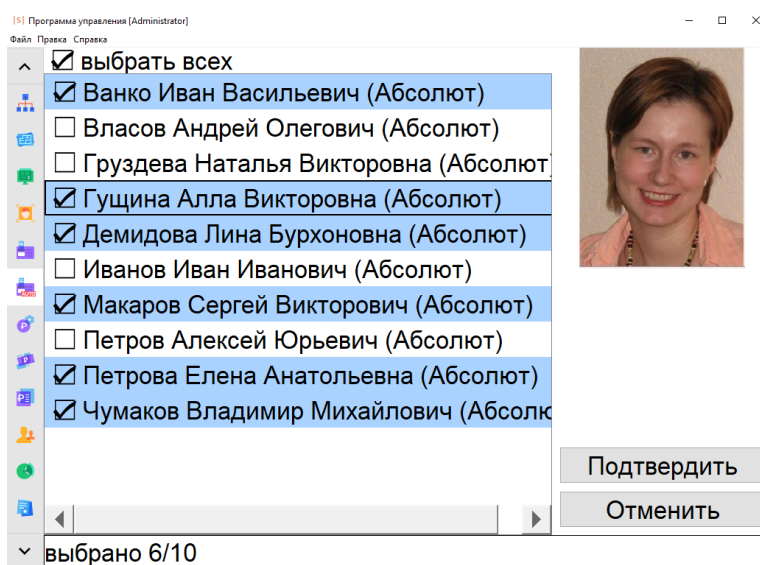 |S| Программа управления [Administrator]
Файл Правка Справка
выбрать всех
Ванко Иван Васильевич (Абсолют)
Власов Андрей Олегович (Абсолют)
Груздева Наталья Викторовна (Абсолют
Гущина Алла Викторовна (Абсолют)
Демидова Лина Бурхоновна (Абсолют)
Иванов Иван Иванович (Абсолют)
Макаров Сергей Викторович (Абсолют)
Петров Алексей Юрьевич (Абсолют)
Петрова Елена Анатольевна (Абсолют)
Чумаков Владимир Михайлович (Абсолю
Подтвердить
Отменить
выбрано 6/10